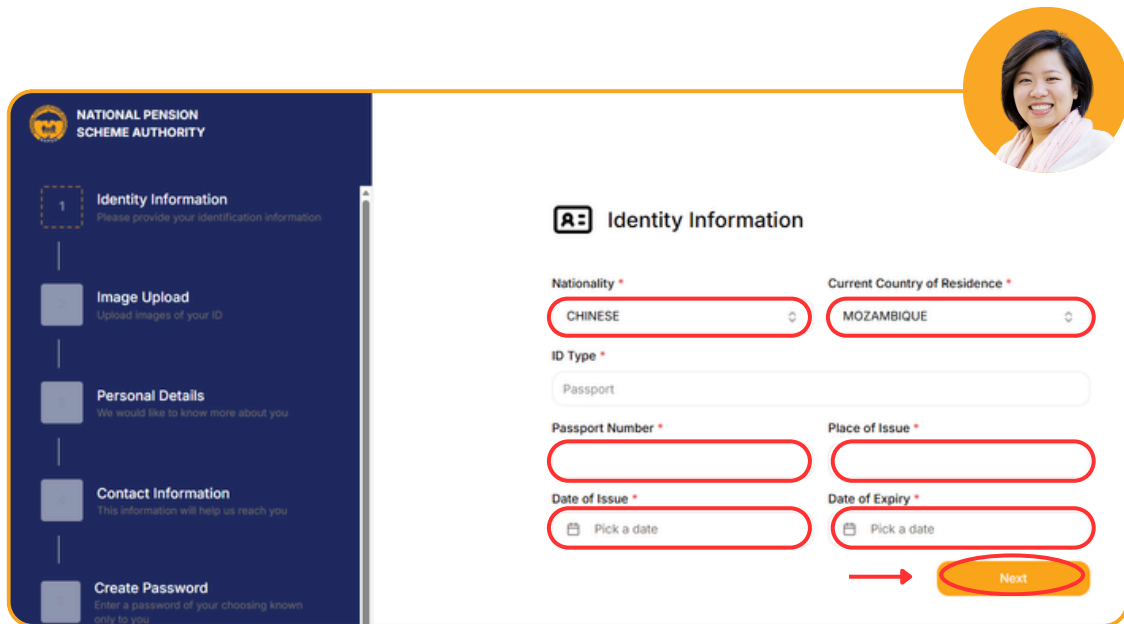 NATIONAL PENSION
SCHEME AUTHORITY
1
Identity Information
Please provide your identification information
Image Upload
Upload images of your ID
Personal Details
We would like to know more about you
Contact Information
This information will help us reach you
Create Password
Enter a password of your choosing known
only to you
Identity Information
Nationality *
Current Country of Residence *
CHINESE
MOZAMBIQUE
ID Type *
Passport
Passport Number *
Place of Issue *
Date of Issue *
Date of Expiry *
Pick a date
Pick a date
Next